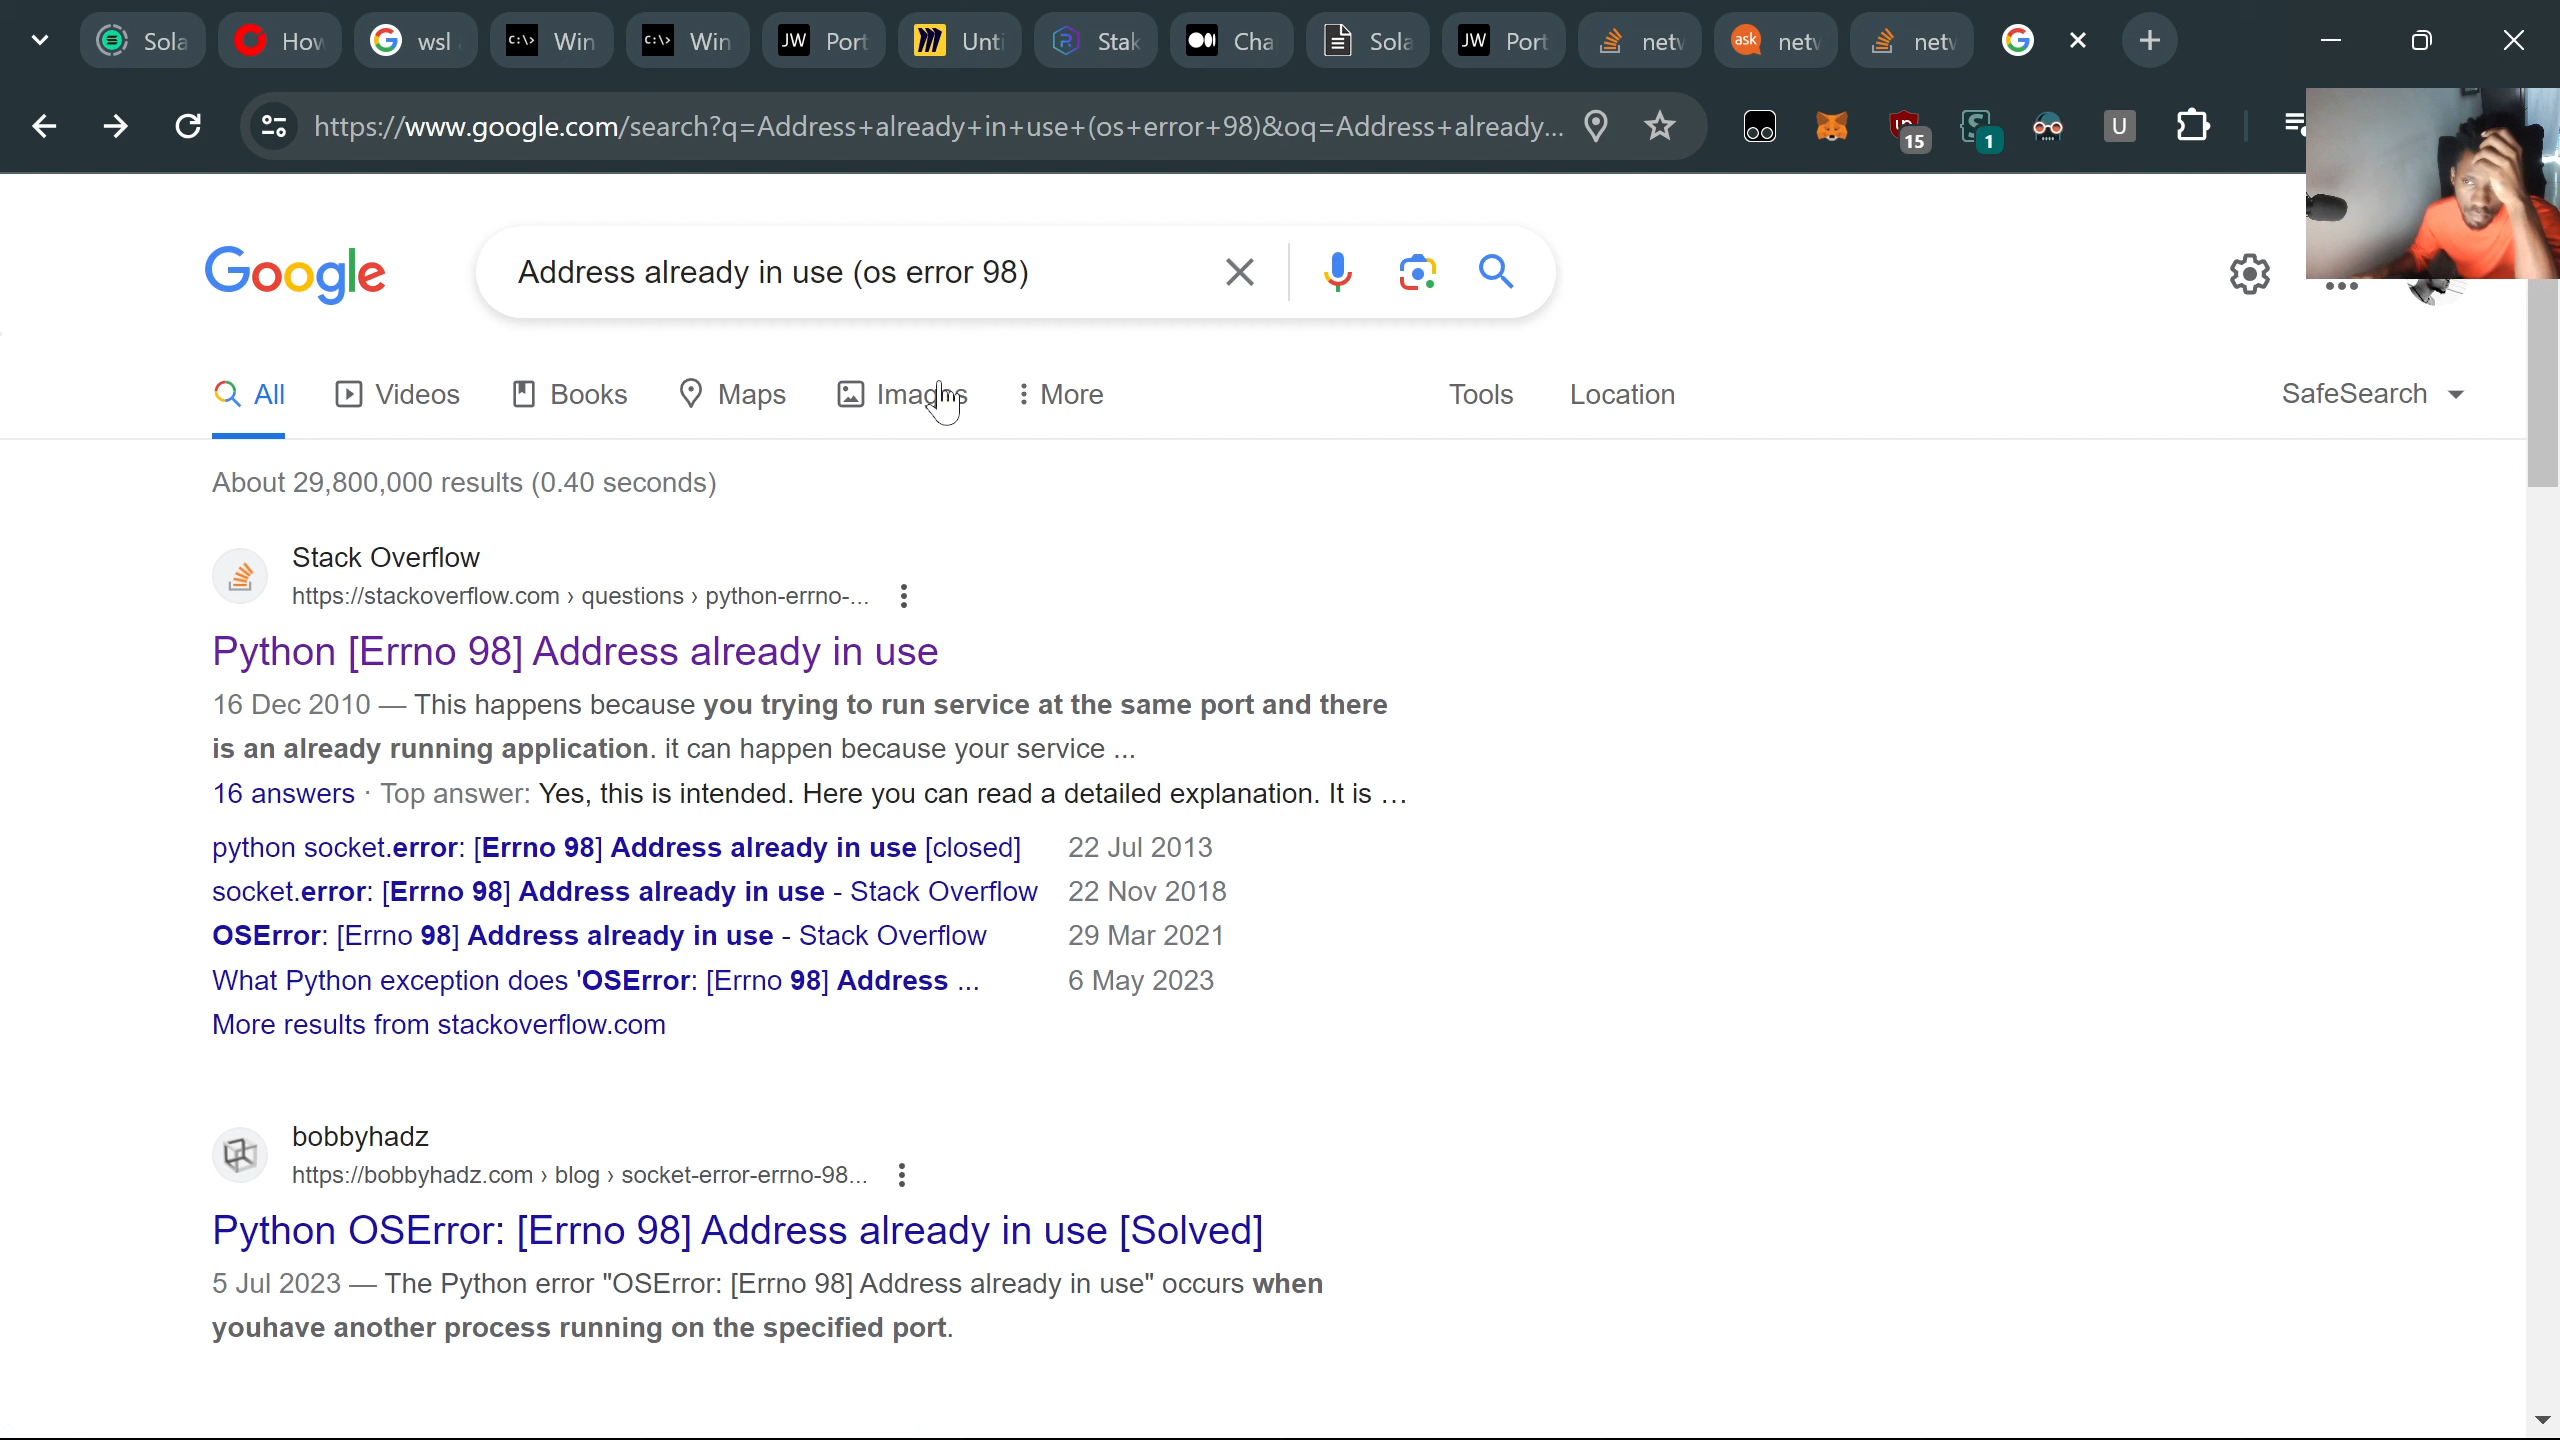 Sola
How
wsl
Win
Win
JW Port
Unti
Stak
Cha
Sola
JW Port
netw
ask netw
netw
https://www.google.com/search?q=Address+already+in+use+(os+error+98)&oq=Address+already...
15
1
U
Google
Address already in use (os error 98)
All
Videos
Books
Maps
Images
More
Tools
Location
SafeSearch
About 29,800,000 results (0.40 seconds)
Stack Overflow
https://stackoverflow.com › questions › python-errno-...
Python [Errno 98] Address already in use
16 Dec 2010 — This happens because you trying to run service at the same port and there
is an already running application. it can happen because your service ...
16 answers · Top answer: Yes, this is intended. Here you can read a detailed explanation. It is ...
python socket.error: [Errno 98] Address already in use [closed] 22 Jul 2013
socket.error: [Errno 98] Address already in use - Stack Overflow 22 Nov 2018
OSError: [Errno 98] Address already in use - Stack Overflow 29 Mar 2021
What Python exception does 'OSError: [Errno 98] Address ... 6 May 2023
More results from stackoverflow.com
bobbyhadz
https://bobbyhadz.com › blog › socket-error-errno-98...
Python OSError: [Errno 98] Address already in use [Solved]
5 Jul 2023 — The Python error "OSError: [Errno 98] Address already in use" occurs when
youhave another process running on the specified port.